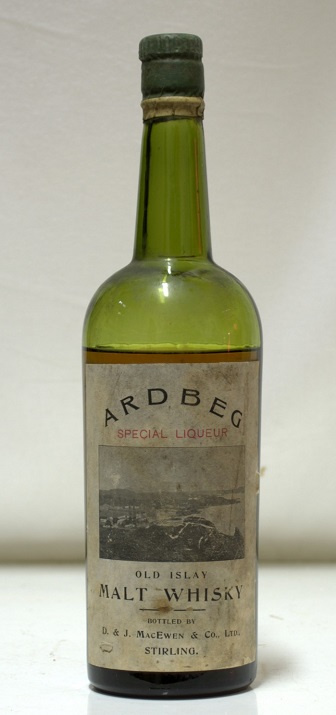 ARDBEG
SPECIAL LIQUEUR
OLD ISLAY
MALT WHISKY
BOTTLED BY
D. & J. MACEWEN & CO., LTD.
STIRLING.